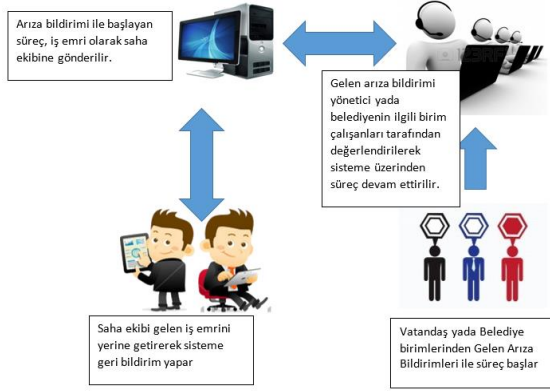 Arıza bildirimi ile başlayan
süreç, iş emri olarak saha
ekibine gönderilir.
Gelen arıza bildirimi
yönetici yada
belediyenin ilgili birim
çalışanları tarafından
değerlendirilerek
sisteme üzerinden
süreç devam ettirilir.
Saha ekibi gelen iş emrini
yerine getirerek sisteme
geri bildirim yapar
Vatandaş yada Belediye
birimlerinden Gelen Arıza
Bildirimleri ile süreç başlar